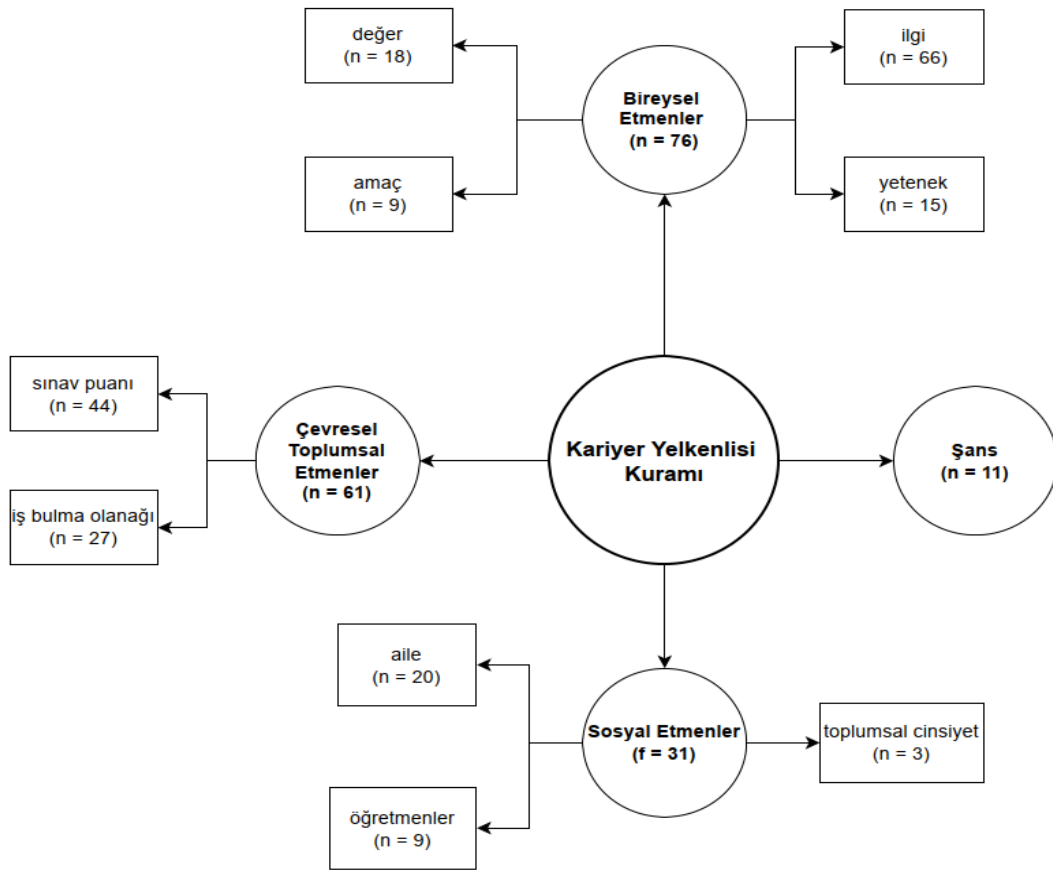 değer
(n = 18)
ilgi
(n = 66)
Bireysel
Etmenler
(n = 76)
amaç
(n = 9)
yetenek
(n = 15)
sınav puanı
(n = 44)
Çevresel
Toplumsal
Etmenler
(n = 61)
iş bulma olanağı
(n = 27)
Kariyer Yelkenlisi
Kuramı
Şans
(n = 11)
aile
(n = 20)
Sosyal Etmenler
(f = 31)
toplumsal cinsiyet
(n = 3)
öğretmenler
(n = 9)